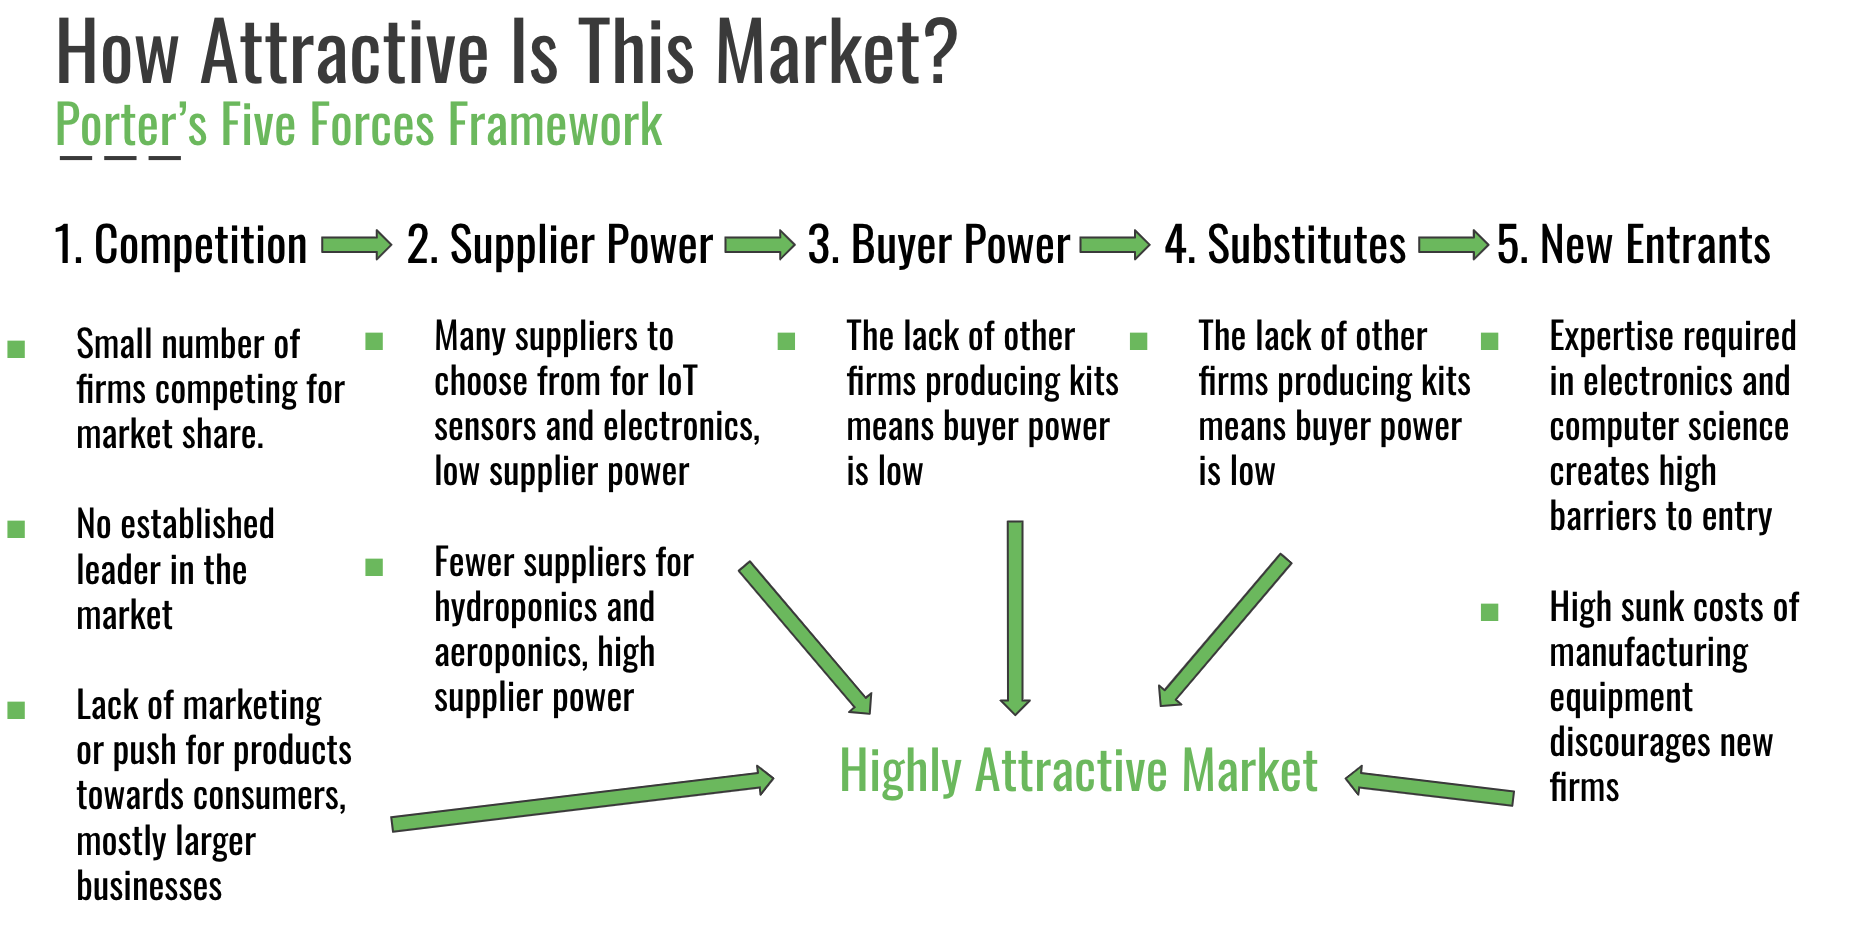 How Attractive Is This Market?
Porter’s Five Forces Framework
1. Competition
2. Supplier Power
3. Buyer Power
4. Substitutes
5. New Entrants
Small number of
firms competing for
market share.
No established
leader in the
market
Lack of marketing
or push for products
towards consumers,
mostly larger
businesses
Many suppliers to
choose from for IoT
sensors and electronics,
low supplier power
Fewer suppliers for
hydroponics and
aeroponics, high
supplier power
The lack of other
firms producing kits
means buyer power
is low
The lack of other
firms producing kits
means buyer power
is low
Expertise required
in electronics and
computer science
creates high
barriers to entry
High sunk costs of
manufacturing
equipment
discourages new
firms
Highly Attractive Market